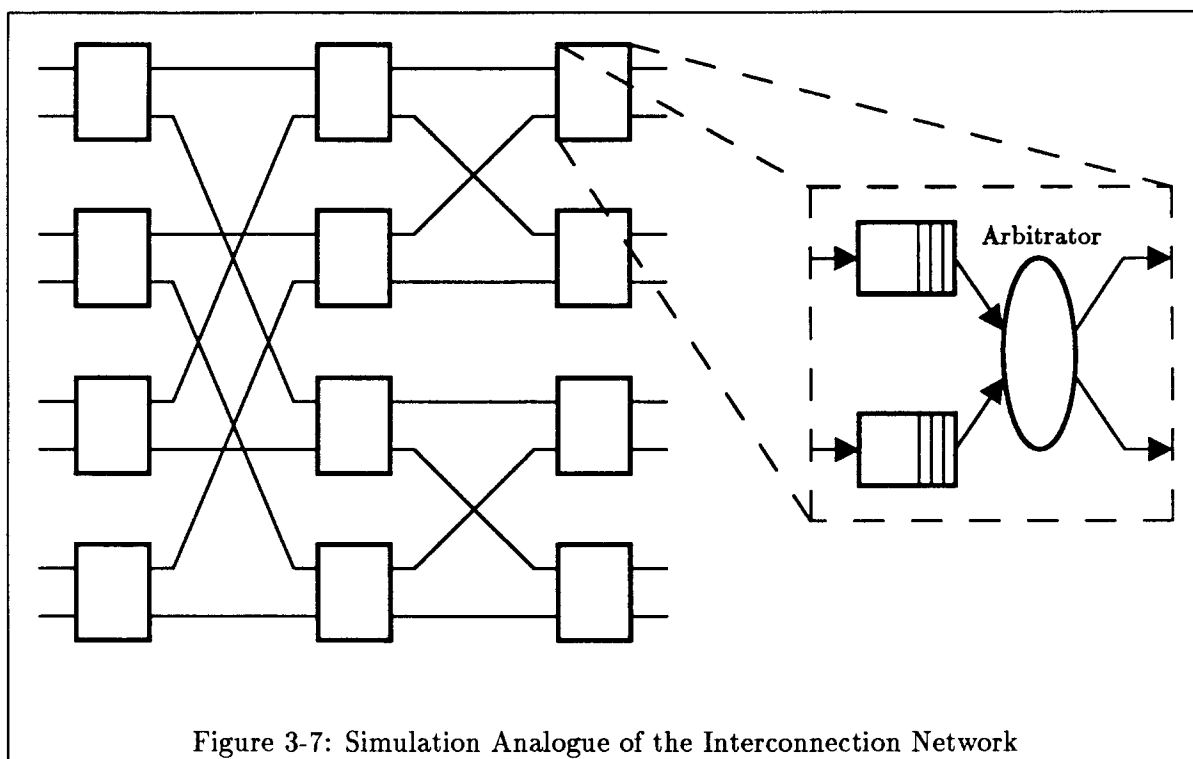 Arbitrator
Figure 3-7: Simulation Analogue of the Interconnection Network